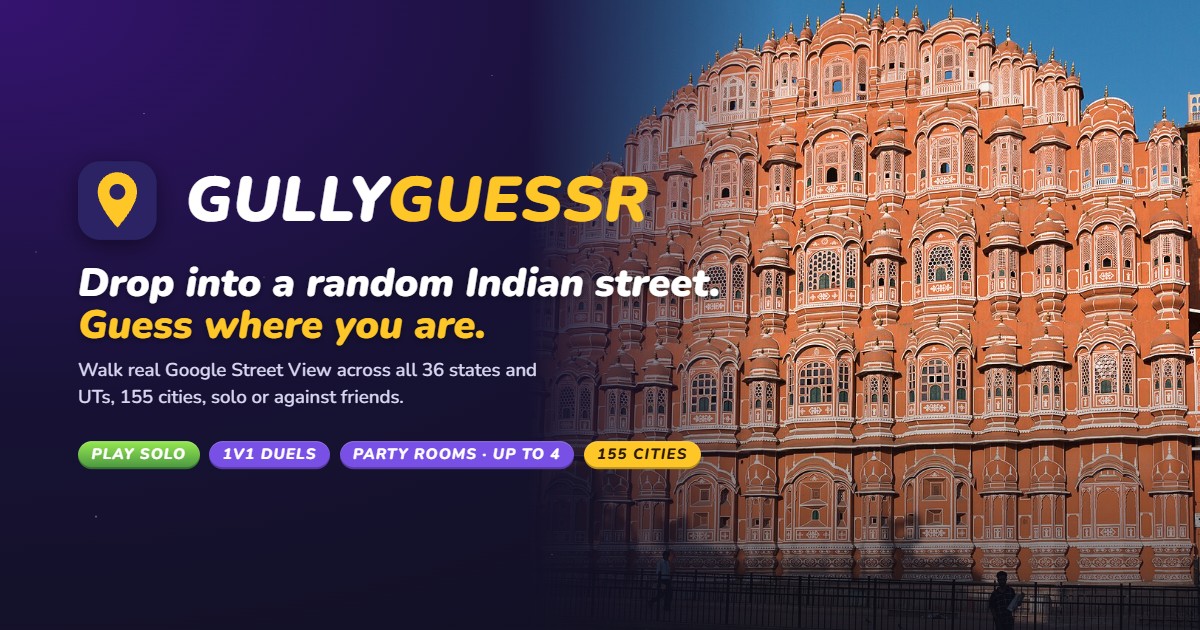 GULLYGUESSR
Drop into a random Indian street.
Guess where you are.
Walk real Google Street View across all 36 states and
UTs, 155 cities, solo or against friends.
PLAY SOLO
1V1 DUELS
PARTY ROOMS · UP TO 4
155 CITIES